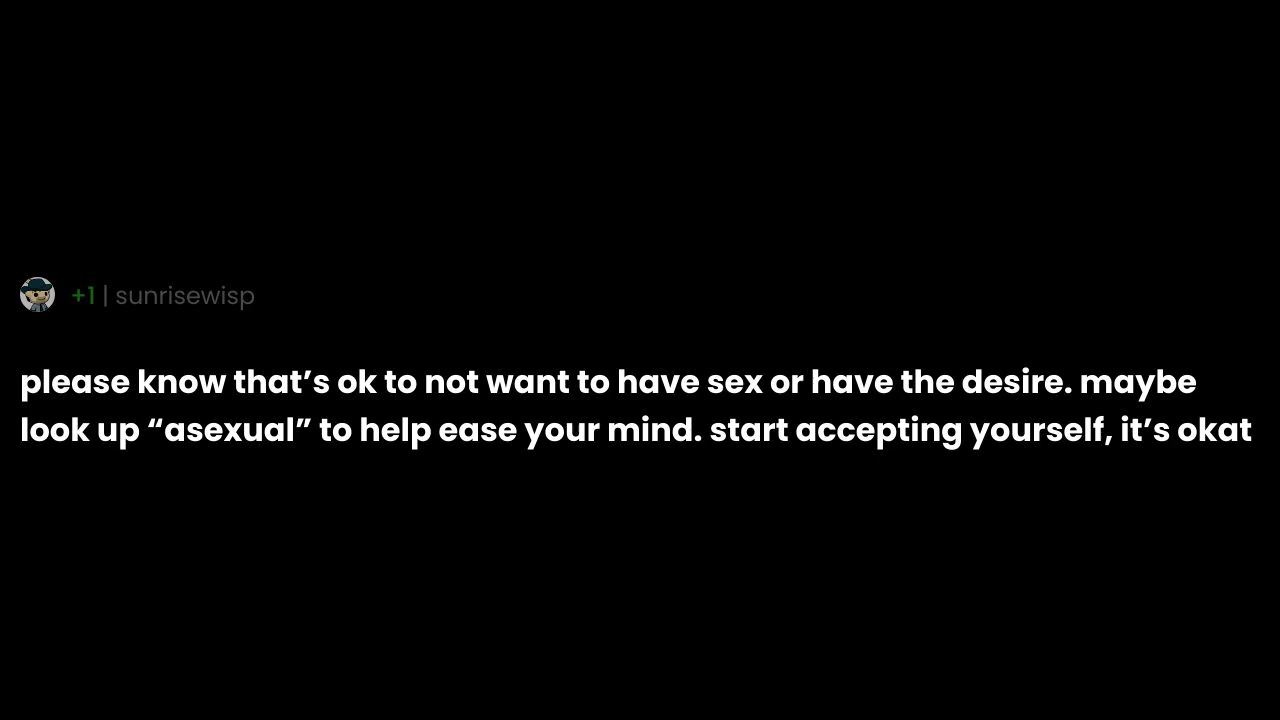 +1 | sunrisewisp
please know that’s ok to not want to have sex or have the desire. maybe
look up “asexual” to help ease your mind. start accepting yourself, it’s okat